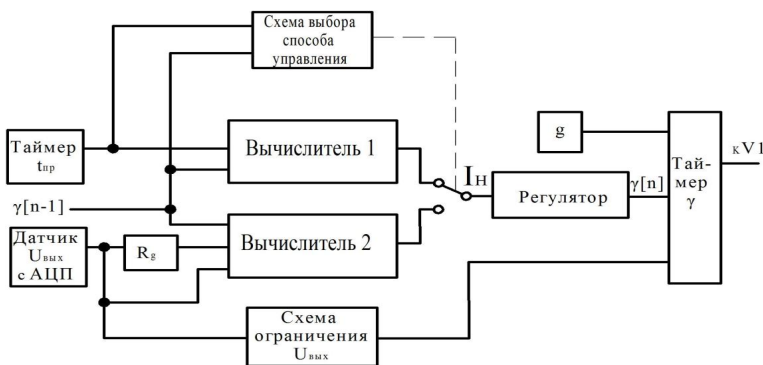 Схема выбора
способа
управления
Таймер
tпр
Вычислитель 1
g
кV1
Iн
Регулятор
γ[n]
Тай-
мер
γ
γ[n-1]
Вычислитель 2
Датчик
Uвых
с АЦП
Rg
Схема
ограничения
Uвых